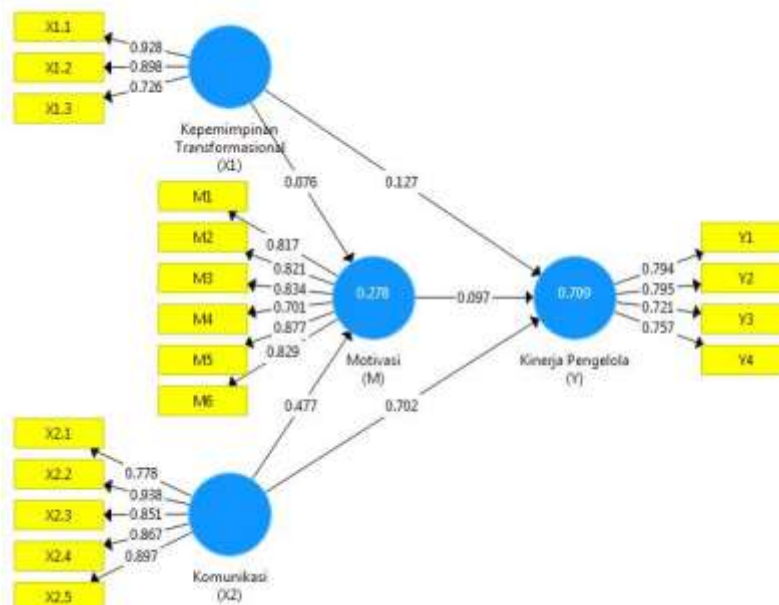 X1.1
0.928
X1.2
0.898
X1.3
0.726
Kepemimpinan
Transformasional
(X1)
0.076
0.127
M1
0.817
M2
0.821
M3
0.834
M4
0.701
M5
0.877
M6
0.829
0.278
Motivasi
(M)
0.097
0.709
Kinerja Pengelola
(Y)
Y1
0.794
Y2
0.795
Y3
0.721
Y4
0.757
0.477
0.702
X2.1
0.778
X2.2
0.938
X2.3
0.851
X2.4
0.867
X2.5
0.897
Komunikasi
(X2)